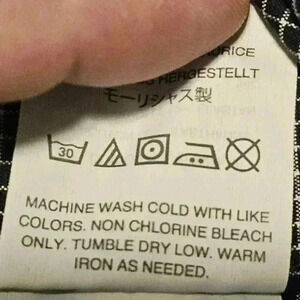 HERGESTELLT
モーリシャス製
30
MACHINE WASH COLD WITH LIKE
COLORS. NON CHLORINE BLEACH
ONLY. TUMBLE DRY LOW. WARM
IRON AS NEEDED.